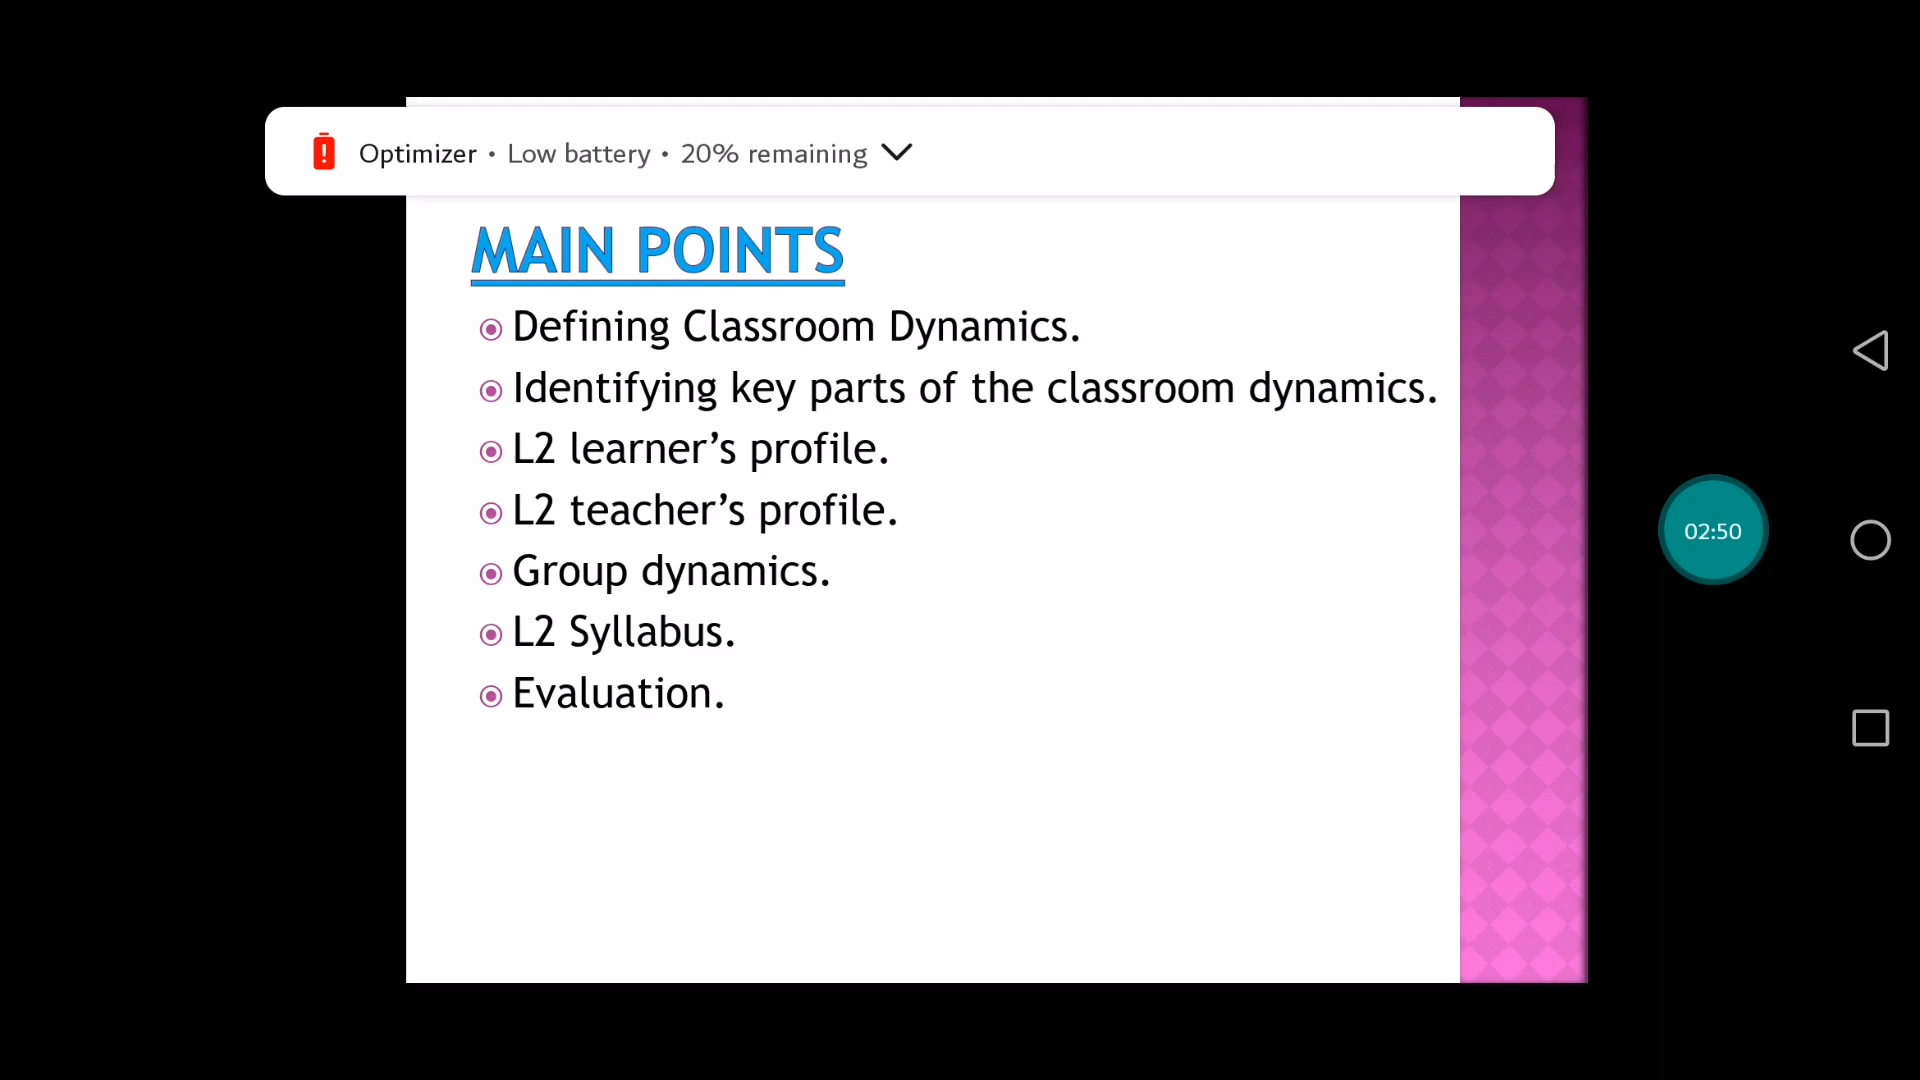 Optimizer • Low battery • 20% remaining
MAIN POINTS
Defining Classroom Dynamics.
Identifying key parts of the classroom dynamics.
L2 learner’s profile.
L2 teacher’s profile.
02:50
Group dynamics.
L2 Syllabus.
Evaluation.